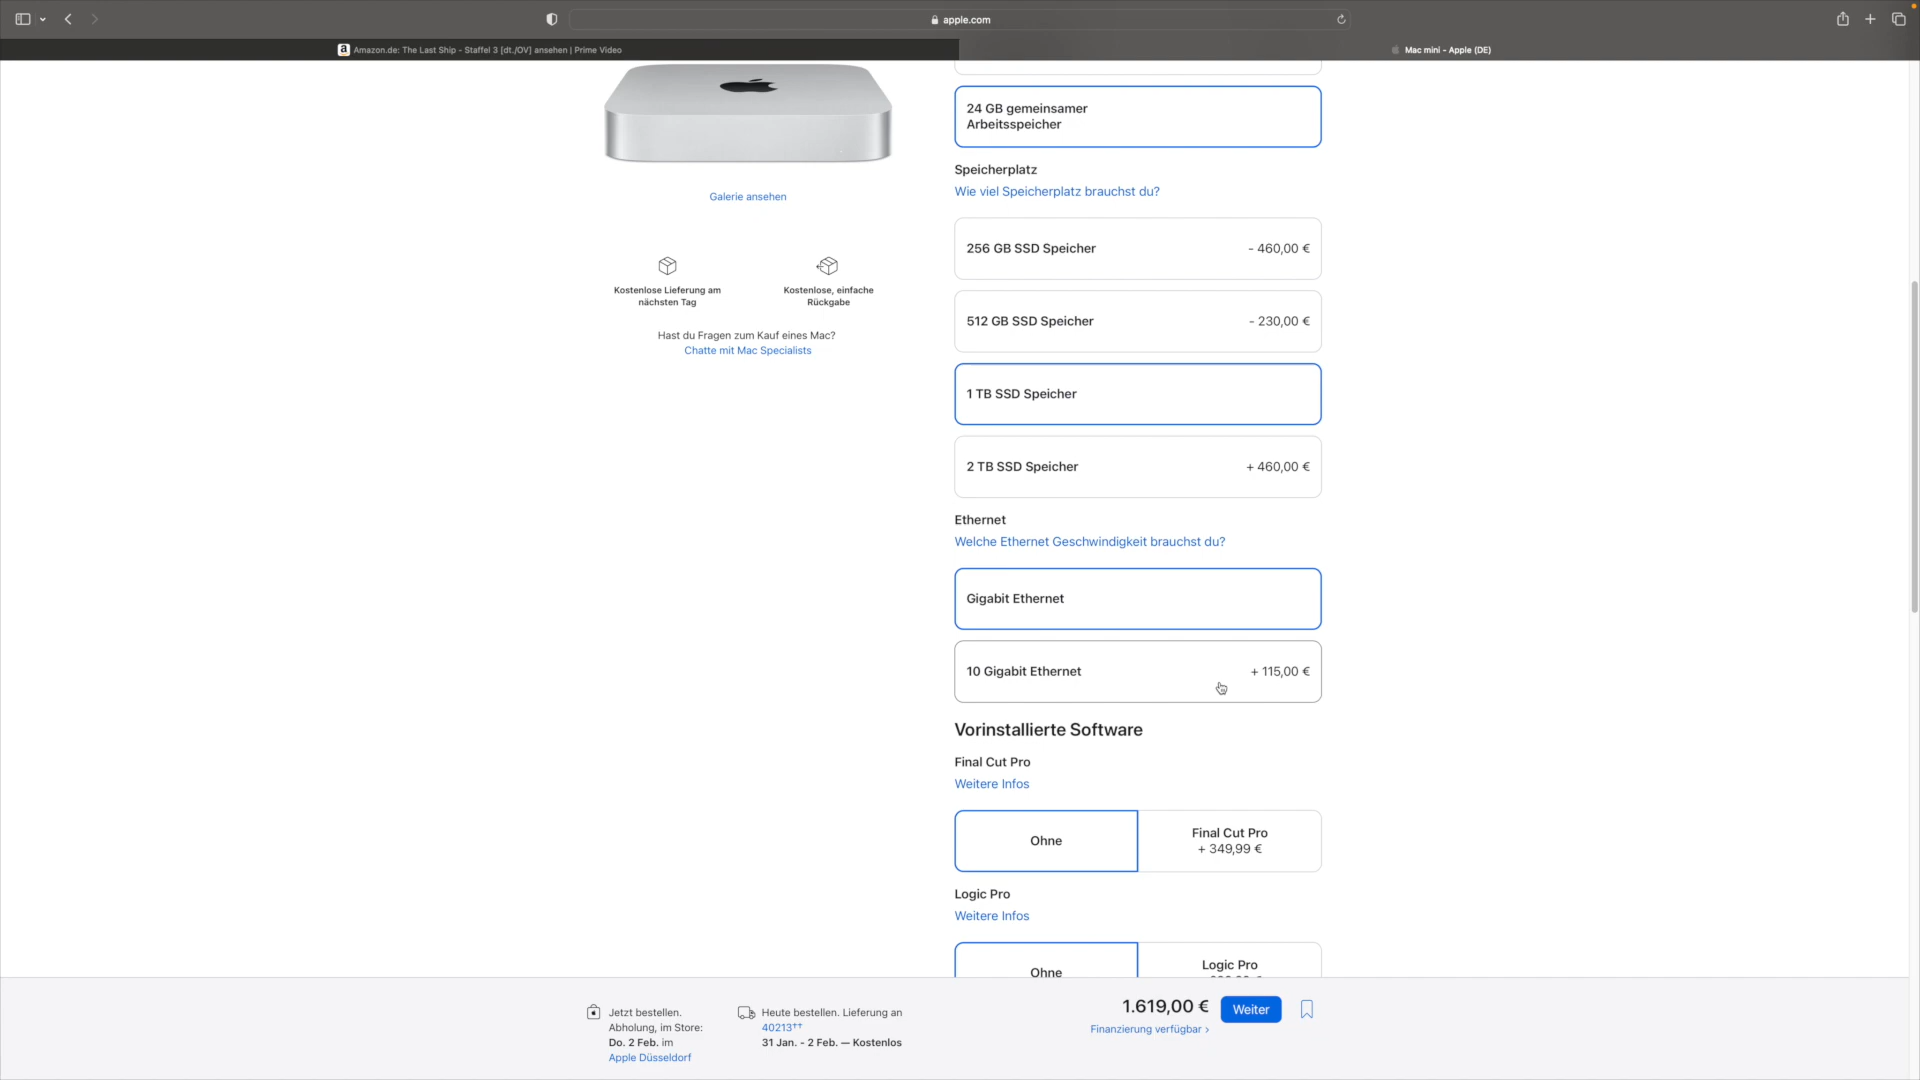 apple.com
a Amazon.de: The Last Ship - Staffel 3 [dt./OV] ansehen | Prime Video
Mac mini - Apple (DE)
24 GB gemeinsamer
Arbeitsspeicher
Speicherplatz
Wie viel Speicherplatz brauchst du?
256 GB SSD Speicher - 460,00 €
512 GB SSD Speicher - 230,00 €
1 TB SSD Speicher
2 TB SSD Speicher + 460,00 €
Ethernet
Welche Ethernet Geschwindigkeit brauchst du?
Gigabit Ethernet
10 Gigabit Ethernet + 115,00 €
Vorinstallierte Software
Final Cut Pro
Weitere Infos
Ohne
Final Cut Pro
+ 349,99 €
Logic Pro
Weitere Infos
Ohne
Logic Pro
Galerie ansehen
Kostenlose Lieferung am
nächsten Tag
Kostenlose, einfache
Rückgabe
Hast du Fragen zum Kauf eines Mac?
Chatte mit Mac Specialists
Jetzt bestellen.
Abholung, im Store:
Do. 2 Feb. im
Apple Düsseldorf
Heute bestellen. Lieferung an
40213††
31 Jan. - 2 Feb. — Kostenlos
1.619,00 €
Finanzierung verfügbar ›
Weiter